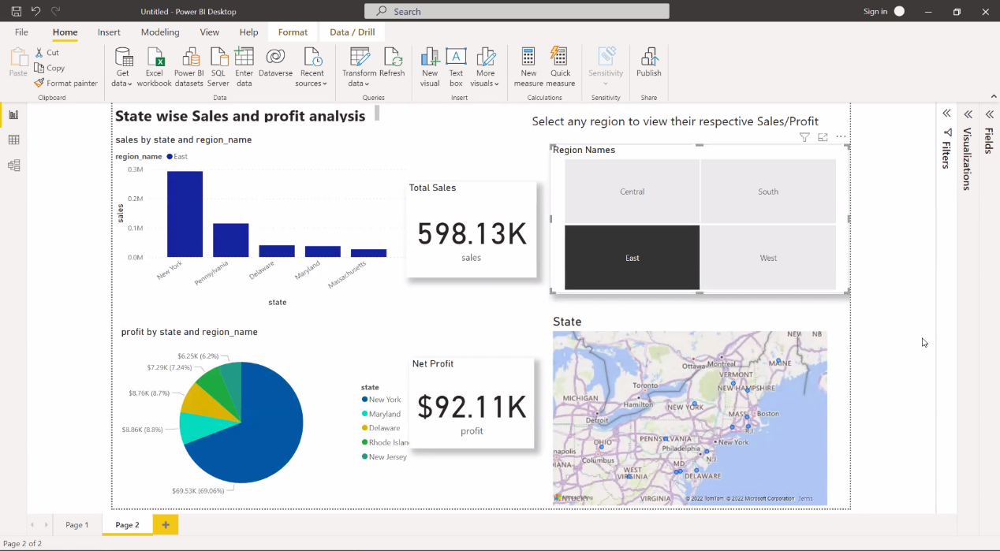 Untitled - Power BI Desktop
Search
Sign in
File Home Insert Modeling View Help Format Data / Drill
Paste
Cut
Copy
Format painter
Clipboard
Get data
Excel workbook
Power BI datasets
SQL Server
Enter data
Dataverse
Recent sources
Data
Transform data
Refresh
Queries
New visual
Text box
More visuals
Insert
New measure
Quick measure
Calculations
Sensitivity
Sensitivity
Publish
Share
State wise Sales and profit analysis
Select any region to view their respective Sales/Profit
sales by state and region_name
region_name East
0.3M
0.2M
0.1M
0.0M
sales
New York
Pennsylvania
Delaware
Maryland
Massachusetts
state
Total Sales
598.13K
sales
Region Names
Central
South
East
West
Filters
Visualizations
Fields
profit by state and region_name
$6.25K (6.2%)
$7.29K (7.24%)
$8.76K (8.7%)
$8.86K (8.8%)
$69.53K (69.06%)
state
New York
Maryland
Delaware
Rhode Islan
New Jersey
Net Profit
$92.11K
profit
State
NEW NB
Ottawa
Montreal
MAINE
VERMONT
Toronto
NEW HAMPSHIRE
MICHIGAN
Hamilton
NEW YORK
MASS
Boston
Detroit
R.I.
OHIO
PENNSYLVANIA
New York
Philadelphia
napolis
Columbus
N.J.
IANA
WEST VIRGINIA
MD
DELAWARE
NTUCKY
VIRGINIA
© 2022 TomTom, © 2022 Microsoft Corporation Terms
Page 1
Page 2
Page 2 of 2